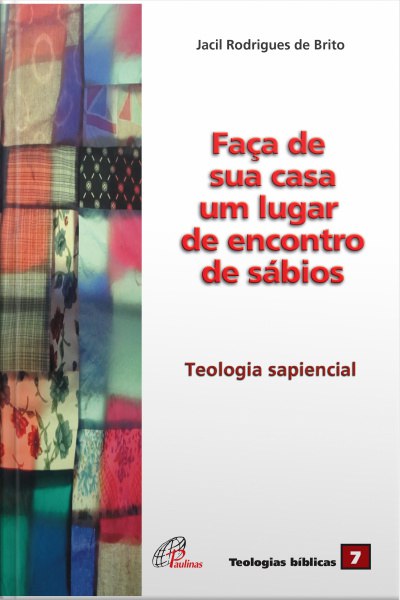 Jacil Rodrigues de Brito
Faça de
sua casa
um lugar
de encontro
de sábios
Teologia sapiencial
Paulinas
Teologias bíblicas 7